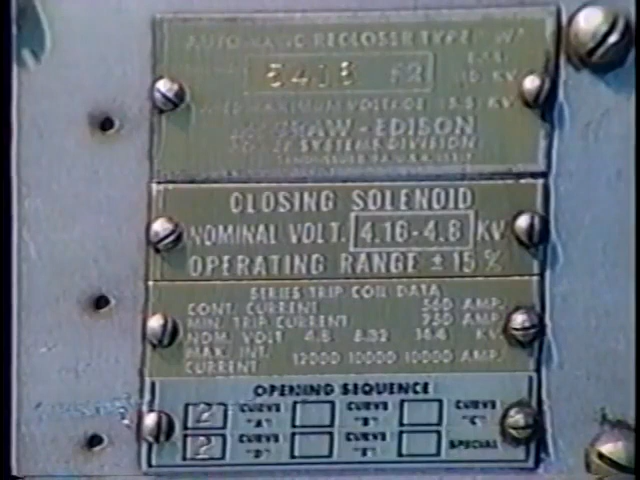 AUTOMATIC RECLOSER TYPE "W"
5418 F2 KV.
MAXIMUM VOLTAGE 15.5 KV.
McGRAW-EDISON
POWER SYSTEMS DIVISION
CLOSING SOLENOID
NOMINAL VOLT. 4.16-4.8 KV.
OPERATING RANGE ±15 %
SERIES TRIP COIL DATA
CONT. CURRENT 560 AMP.
MIN. TRIP CURRENT AMP.
NOM. VOLT 4.8 8.32 14.4 KV.
MAX. INT.
CURRENT 12000 10000 10000 AMP.
OPENING SEQUENCE
2 CURVE "A" CURVE "B" CURVE "C"
2 CURVE "D" CURVE "E" SPECIAL